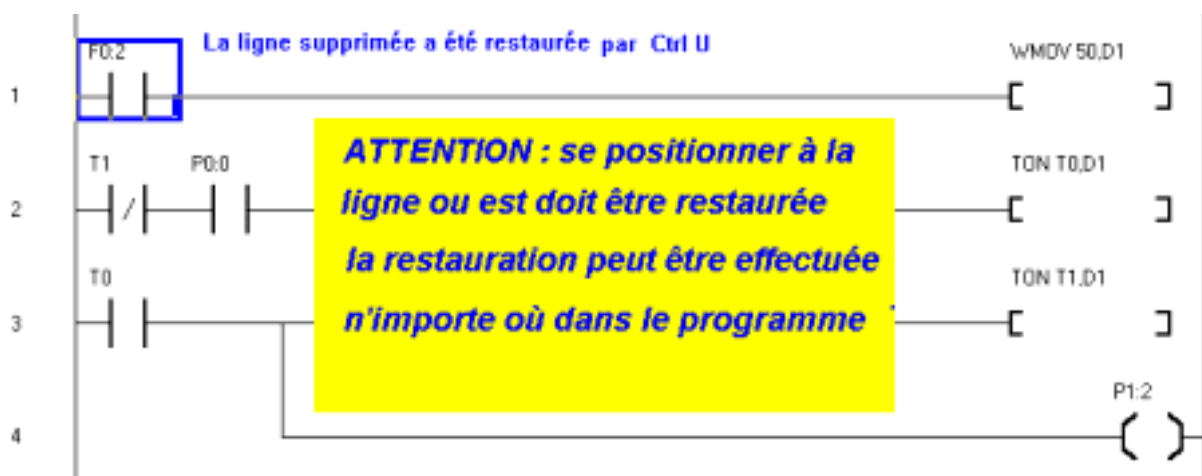 La ligne supprimée a été restaurée par Ctrl U
P0:2
WMOV 50,D1
1
ATTENTION : se positionner à la
T1
P0:0
TON T0,D1
2
ligne ou est doit être restaurée
la restauration peut être effectuée
T0
TON T1,D1
3
n'importe où dans le programme
P1:2
4